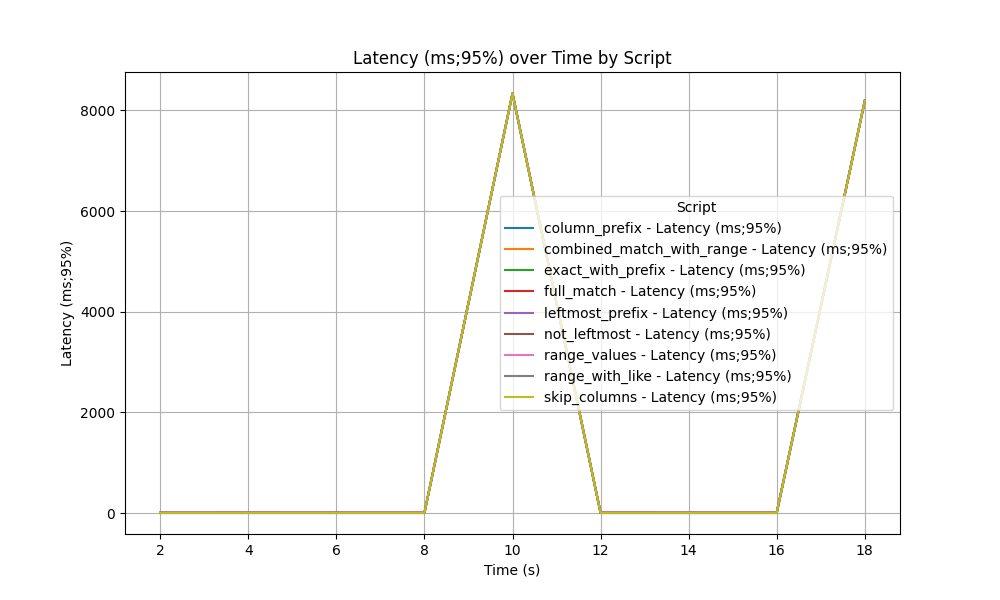 Latency (ms;95%) over Time by Script
8000
6000
4000
2000
0
Latency (ms;95%)
Script
column_prefix - Latency (ms;95%)
combined_match_with_range - Latency (ms;95%)
exact_with_prefix - Latency (ms;95%)
full_match - Latency (ms;95%)
leftmost_prefix - Latency (ms;95%)
not_leftmost - Latency (ms;95%)
range_values - Latency (ms;95%)
range_with_like - Latency (ms;95%)
skip_columns - Latency (ms;95%)
2 4 6 8 10 12 14 16 18
Time (s)